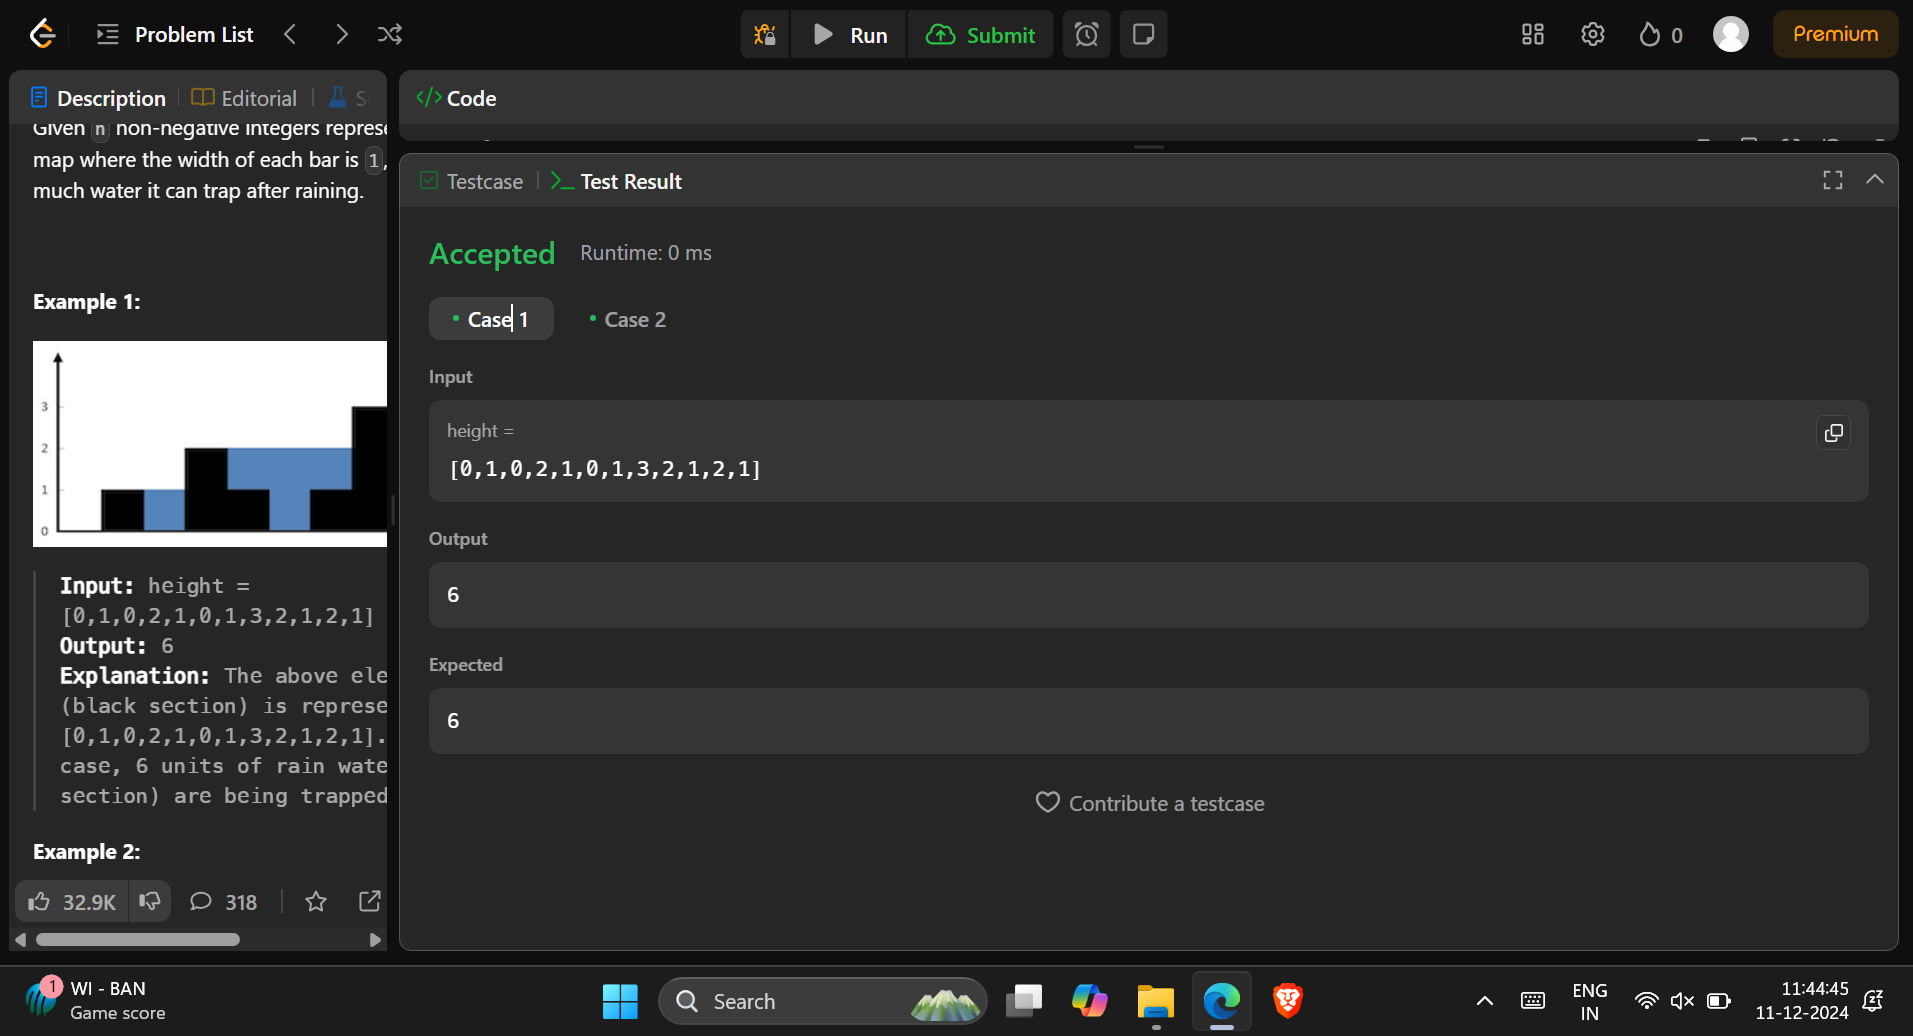 Problem List
Run
Submit
0
Premium
Description
Editorial
S
Given n non-negative integers represe
map where the width of each bar is 1,
much water it can trap after raining.
Example 1:
3
2
1
0
Input: height =
[0,1,0,2,1,0,1,3,2,1,2,1]
Output: 6
Explanation: The above ele
(black section) is represe
[0,1,0,2,1,0,1,3,2,1,2,1].
case, 6 units of rain wate
section) are being trapped
Example 2:
32.9K
318
Code
Testcase
Test Result
Accepted
Runtime: 0 ms
Case 1
Case 2
Input
height =
[0,1,0,2,1,0,1,3,2,1,2,1]
Output
6
Expected
6
Contribute a testcase
1
WI - BAN
Game score
Search
ENG
IN
11:44:45
11-12-2024